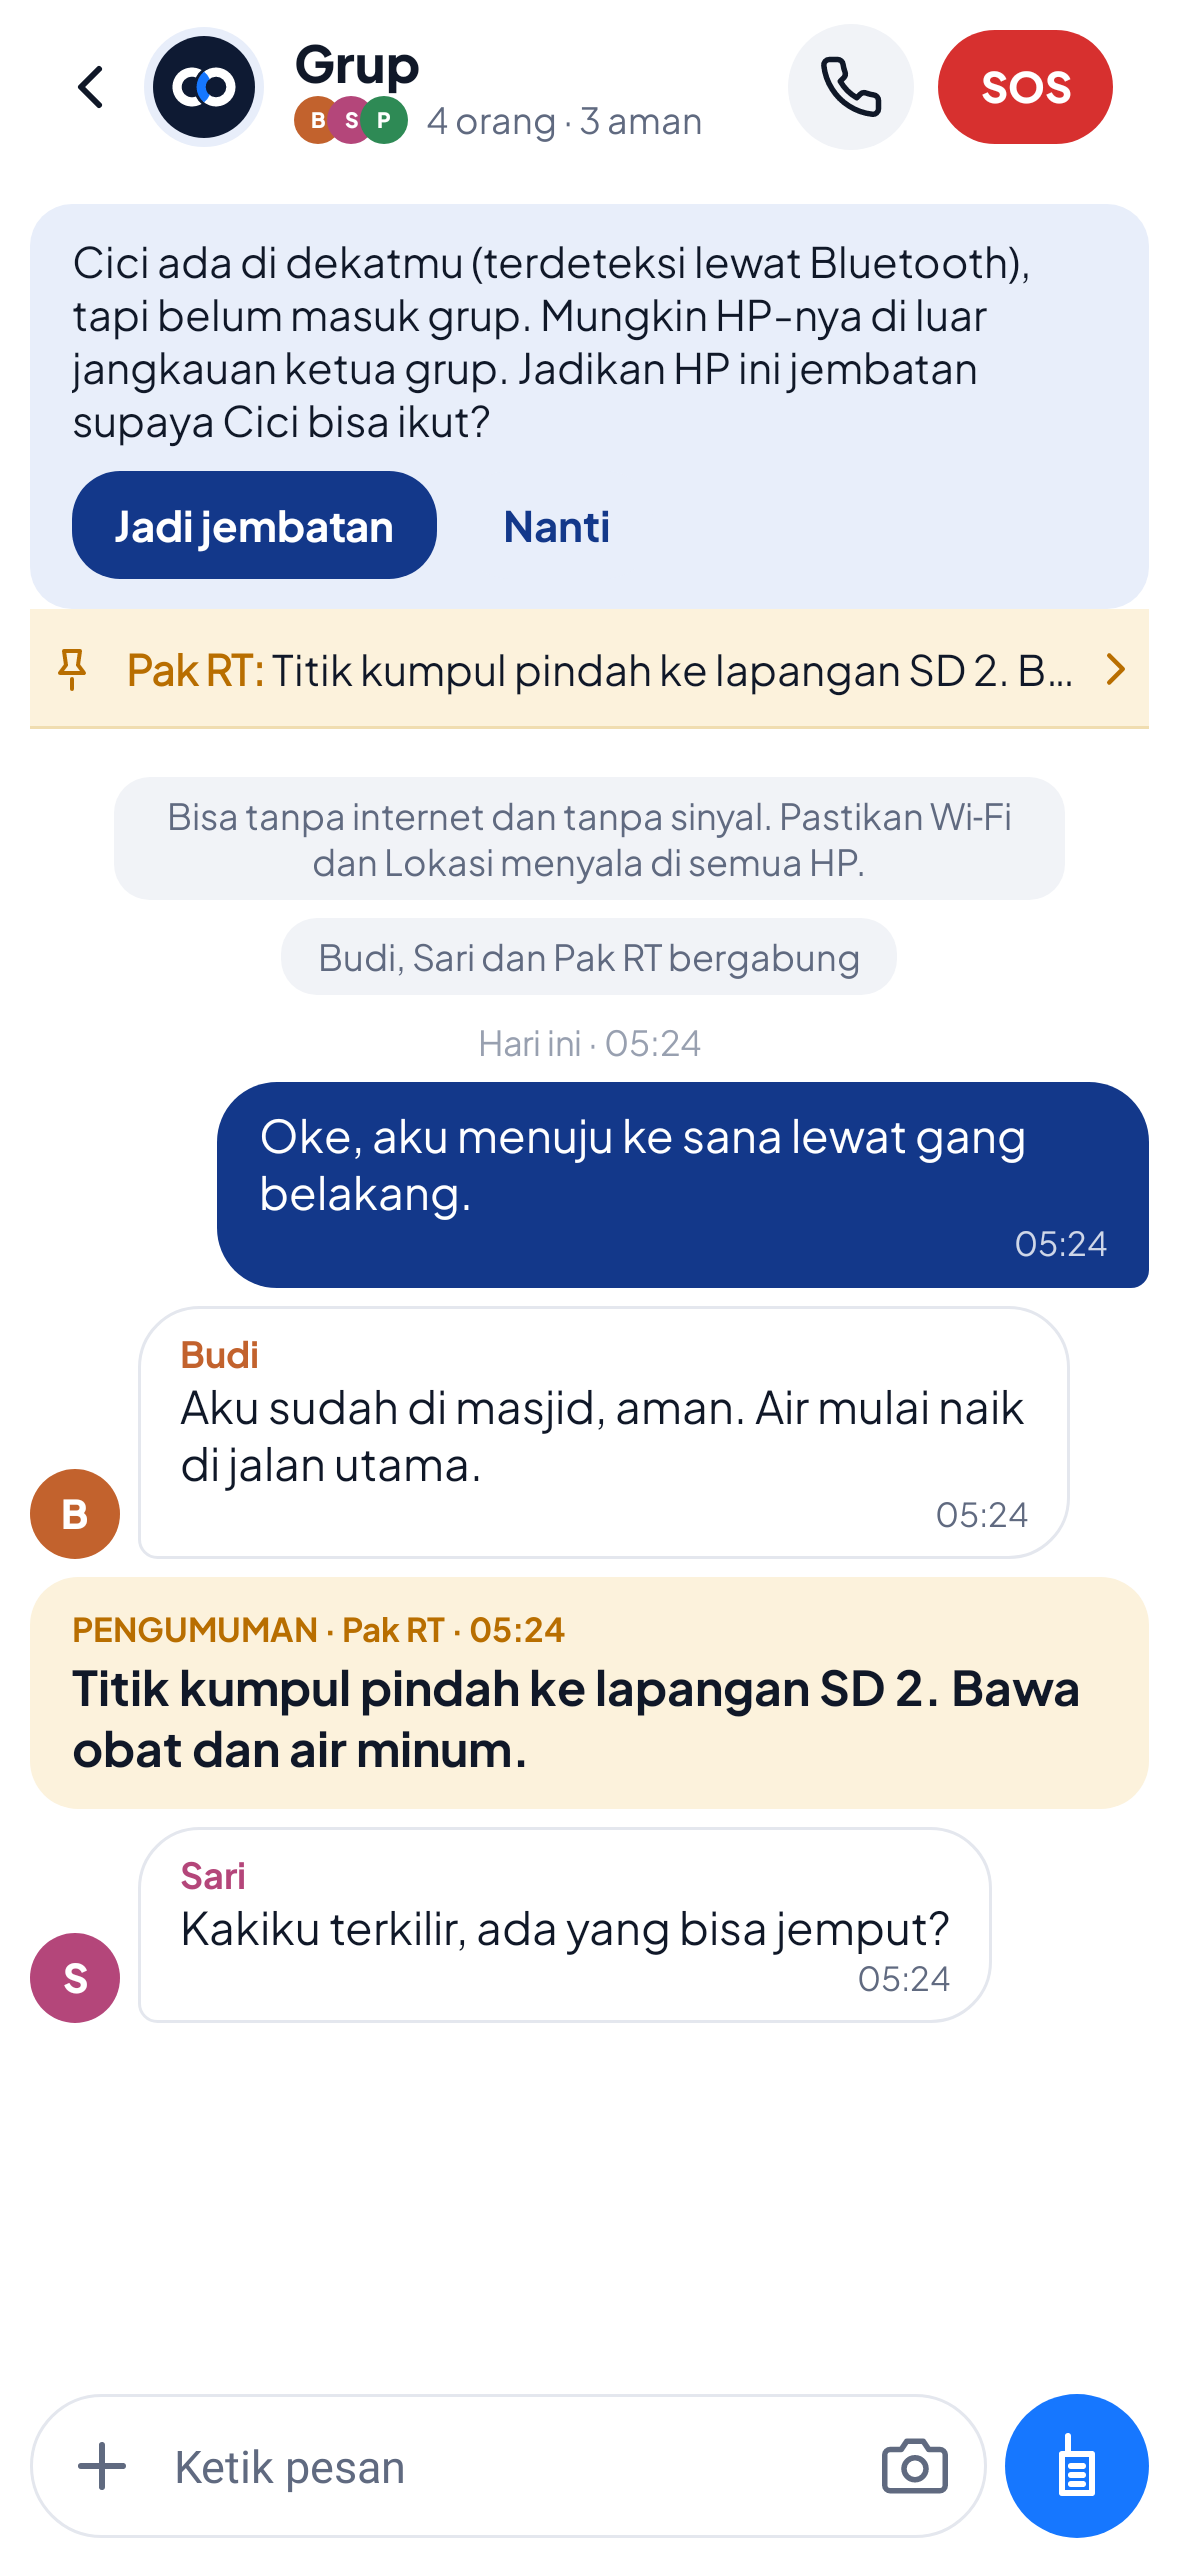 Grup
B S P 4 orang · 3 aman
SOS
Cici ada di dekatmu (terdeteksi lewat Bluetooth),
tapi belum masuk grup. Mungkin HP-nya di luar
jangkauan ketua grup. Jadikan HP ini jembatan
supaya Cici bisa ikut?
Jadi jembatan Nanti
Pak RT: Titik kumpul pindah ke lapangan SD 2. B...
Bisa tanpa internet dan tanpa sinyal. Pastikan Wi-Fi
dan Lokasi menyala di semua HP.
Budi, Sari dan Pak RT bergabung
Hari ini · 05:24
Oke, aku menuju ke sana lewat gang
belakang.
05:24
Budi
Aku sudah di masjid, aman. Air mulai naik
di jalan utama.
05:24
B
PENGUMUMAN · Pak RT · 05:24
Titik kumpul pindah ke lapangan SD 2. Bawa
obat dan air minum.
Sari
Kakiku terkilir, ada yang bisa jemput?
05:24
S
Ketik pesan